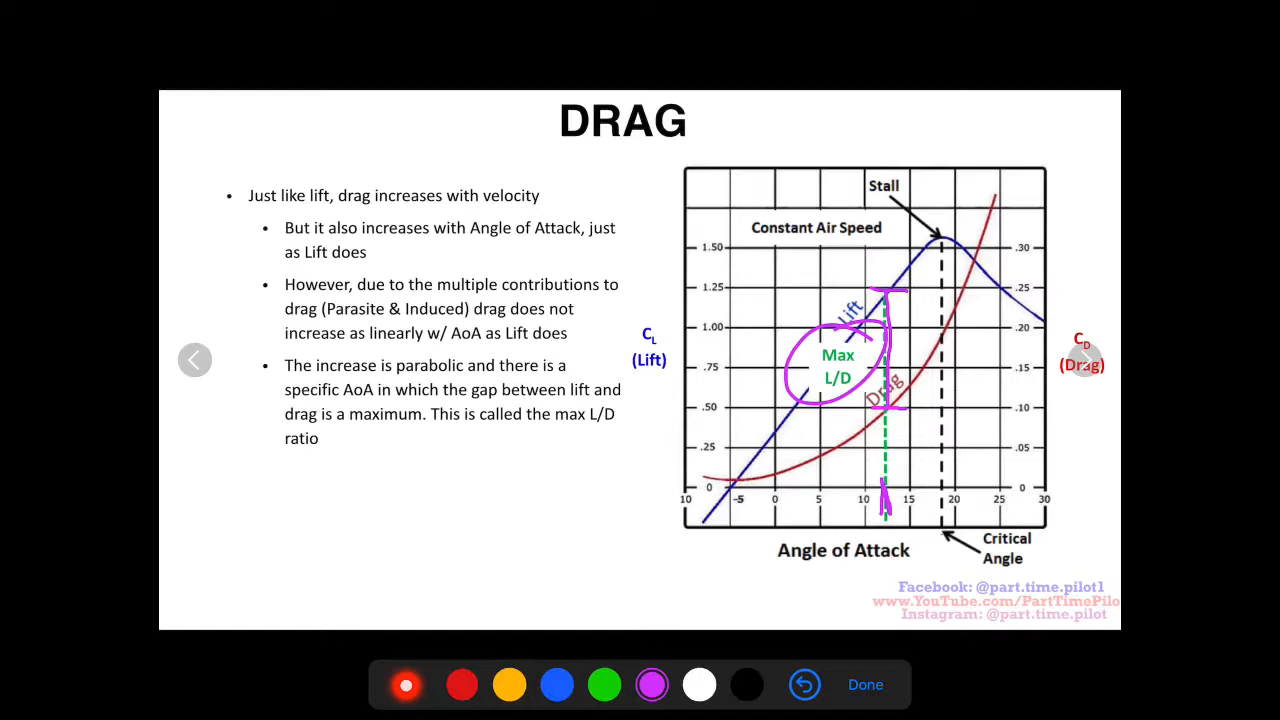 DRAG
• Just like lift, drag increases with velocity
• But it also increases with Angle of Attack, just
as Lift does
• However, due to the multiple contributions to
drag (Parasite & Induced) drag does not
increase as linearly w/ AoA as Lift does
• The increase is parabolic and there is a
specific AoA in which the gap between lift and
drag is a maximum. This is called the max L/D
ratio
Stall
Constant Air Speed
1.50
1.25
1.00
.75
.50
.25
0
.30
.25
.20
.15
.10
.05
0
CL
(Lift)
CD
(Drag)
Lift
Max
L/D
Drag
10 -5 0 5 10 15 20 25 30
Angle of Attack
Critical
Angle
Facebook: @part.time.pilot1
www.YouTube.com/PartTimePilo
Instagram: @part.time.pilot
Done